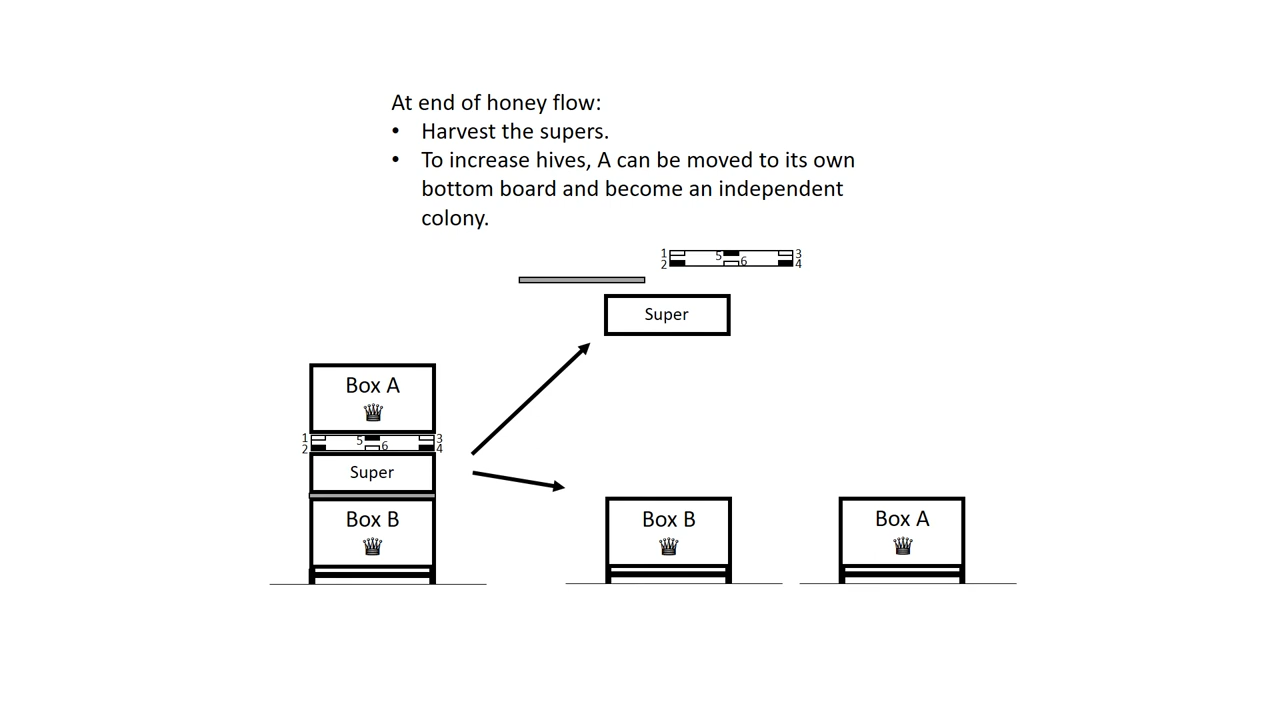 At end of honey flow:
• Harvest the supers.
• To increase hives, A can be moved to its own
bottom board and become an independent
colony.
1 5 3
2 6 4
Super
Box A
1 5 3
2 6 4
Super
Box B
Box B
Box A